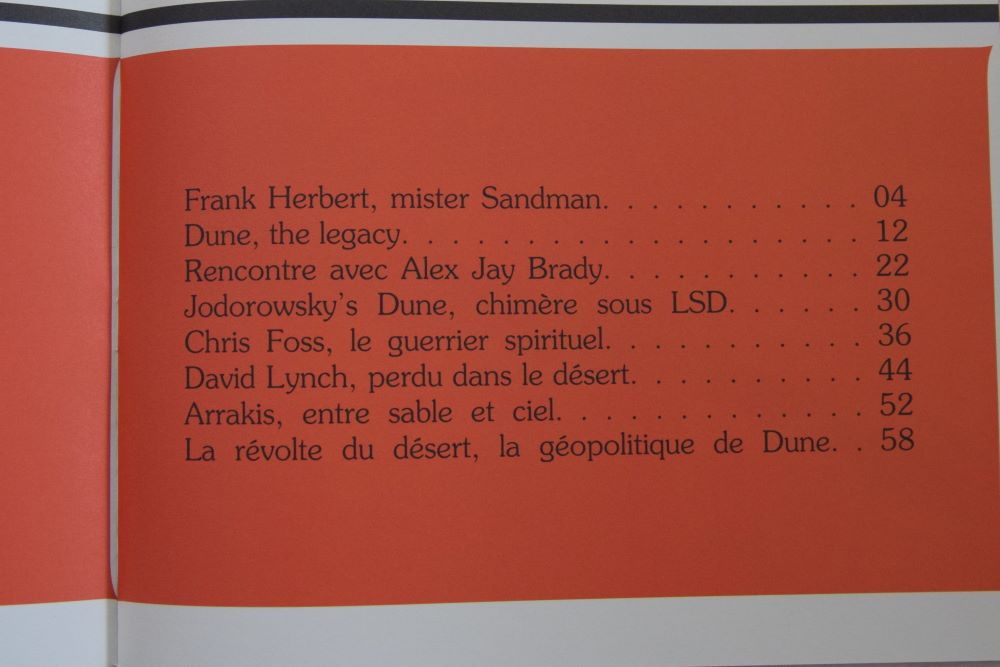 Frank Herbert, mister Sandman. . . . . . . . . . . . 04
Dune, the legacy. . . . . . . . . . . . . . . . . . . . 12
Rencontre avec Alex Jay Brady. . . . . . . . . . . . 22
Jodorowsky's Dune, chimère sous LSD. . . . . . . 30
Chris Foss, le guerrier spirituel. . . . . . . . . . . . 36
David Lynch, perdu dans le désert. . . . . . . . . . . 44
Arrakis, entre sable et ciel. . . . . . . . . . . . . . 52
La révolte du désert, la géopolitique de Dune. . 58